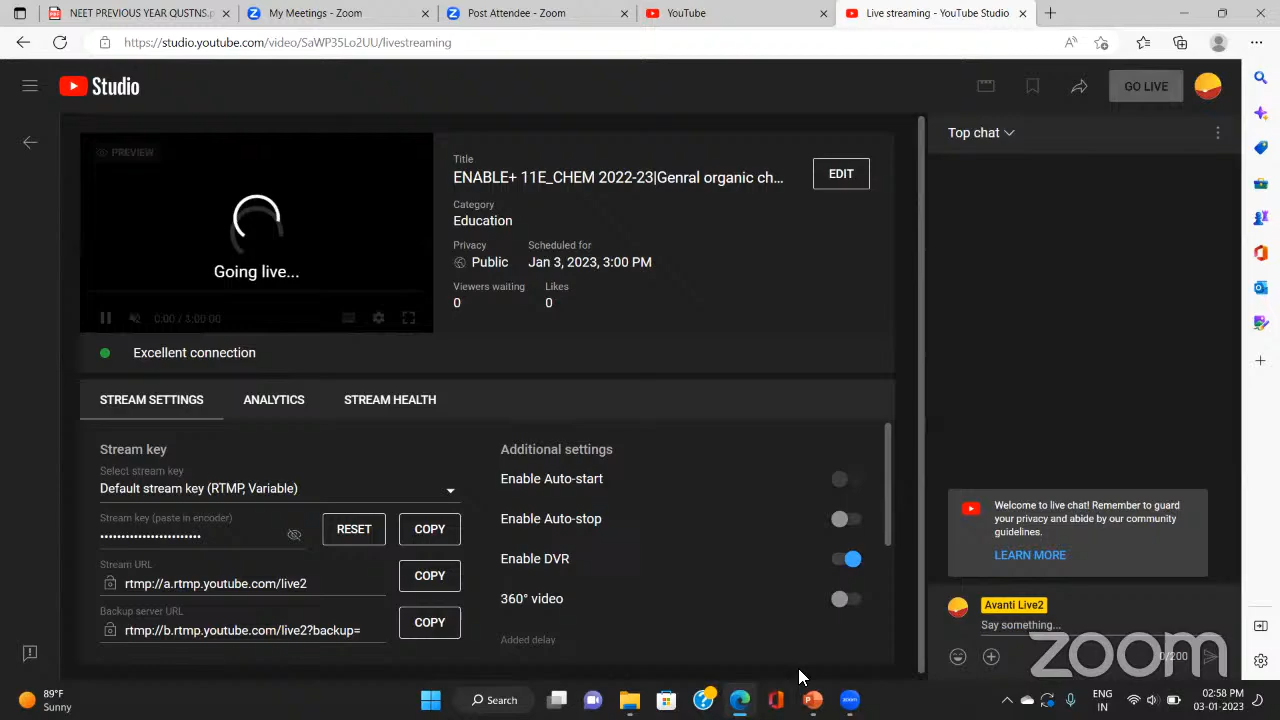 NEET PREVIOUS YEAR QUSTNS.p
My Meetings - Zoom
Post Attendee - Zoom
YouTube
Live streaming - YouTube Studio
https://studio.youtube.com/video/SaWP35Lo2UU/livestreaming
Studio
GO LIVE
PREVIEW
Going live...
0:00 / 3:00:00
Title
ENABLE+ 11E_CHEM 2022-23|Genral organic ch...
EDIT
Category
Education
Privacy
Scheduled for
Public
Jan 3, 2023, 3:00 PM
Viewers waiting
Likes
0
0
Excellent connection
STREAM SETTINGS
ANALYTICS
STREAM HEALTH
Stream key
Select stream key
Default stream key (RTMP, Variable)
Stream key (paste in encoder)
RESET
COPY
Stream URL
rtmp://a.rtmp.youtube.com/live2
COPY
Backup server URL
rtmp://b.rtmp.youtube.com/live2?backup=
COPY
Additional settings
Enable Auto-start
Enable Auto-stop
Enable DVR
360° video
Added delay
Top chat
Welcome to live chat! Remember to guard
your privacy and abide by our community
guidelines.
LEARN MORE
Avanti Live2
Say something...
0/200
zoom
89°F
Sunny
Search
zoom
ENG
IN
02:58 PM
03-01-2023